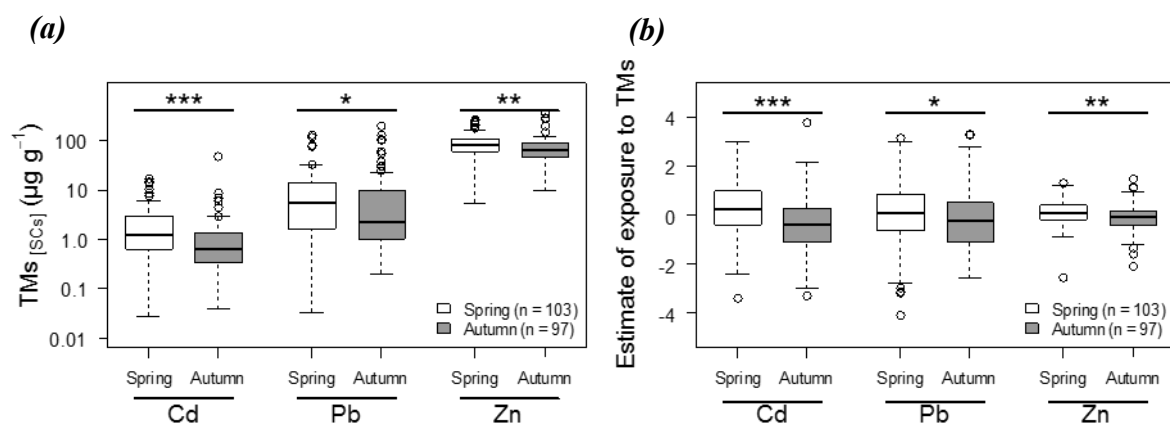 (a)
TMs [SCs] (µg g⁻¹)
100
10
1.0
0.1
0.01
***
*
**
Spring (n = 103)
Autumn (n = 97)
Spring Autumn Spring Autumn Spring Autumn
Cd Pb Zn
(b)
Estimate of exposure to TMs
4
2
0
-2
-4
***
*
**
Spring (n = 103)
Autumn (n = 97)
Spring Autumn Spring Autumn Spring Autumn
Cd Pb Zn